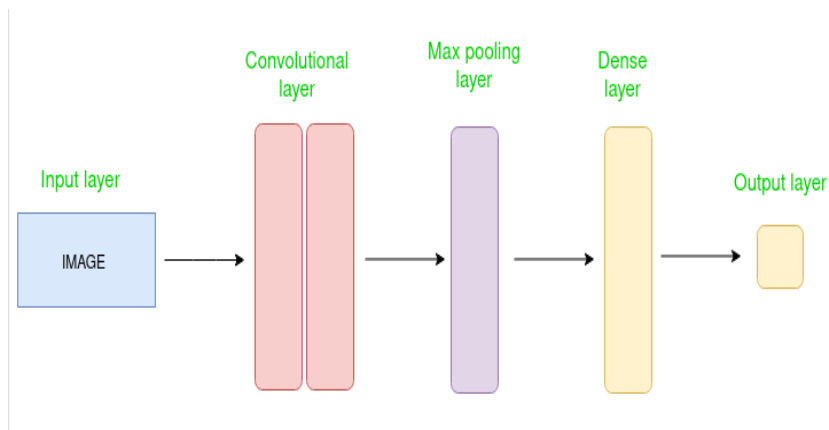 Convolutional
layer
Max pooling
layer
Dense
layer
Input layer
Output layer
IMAGE